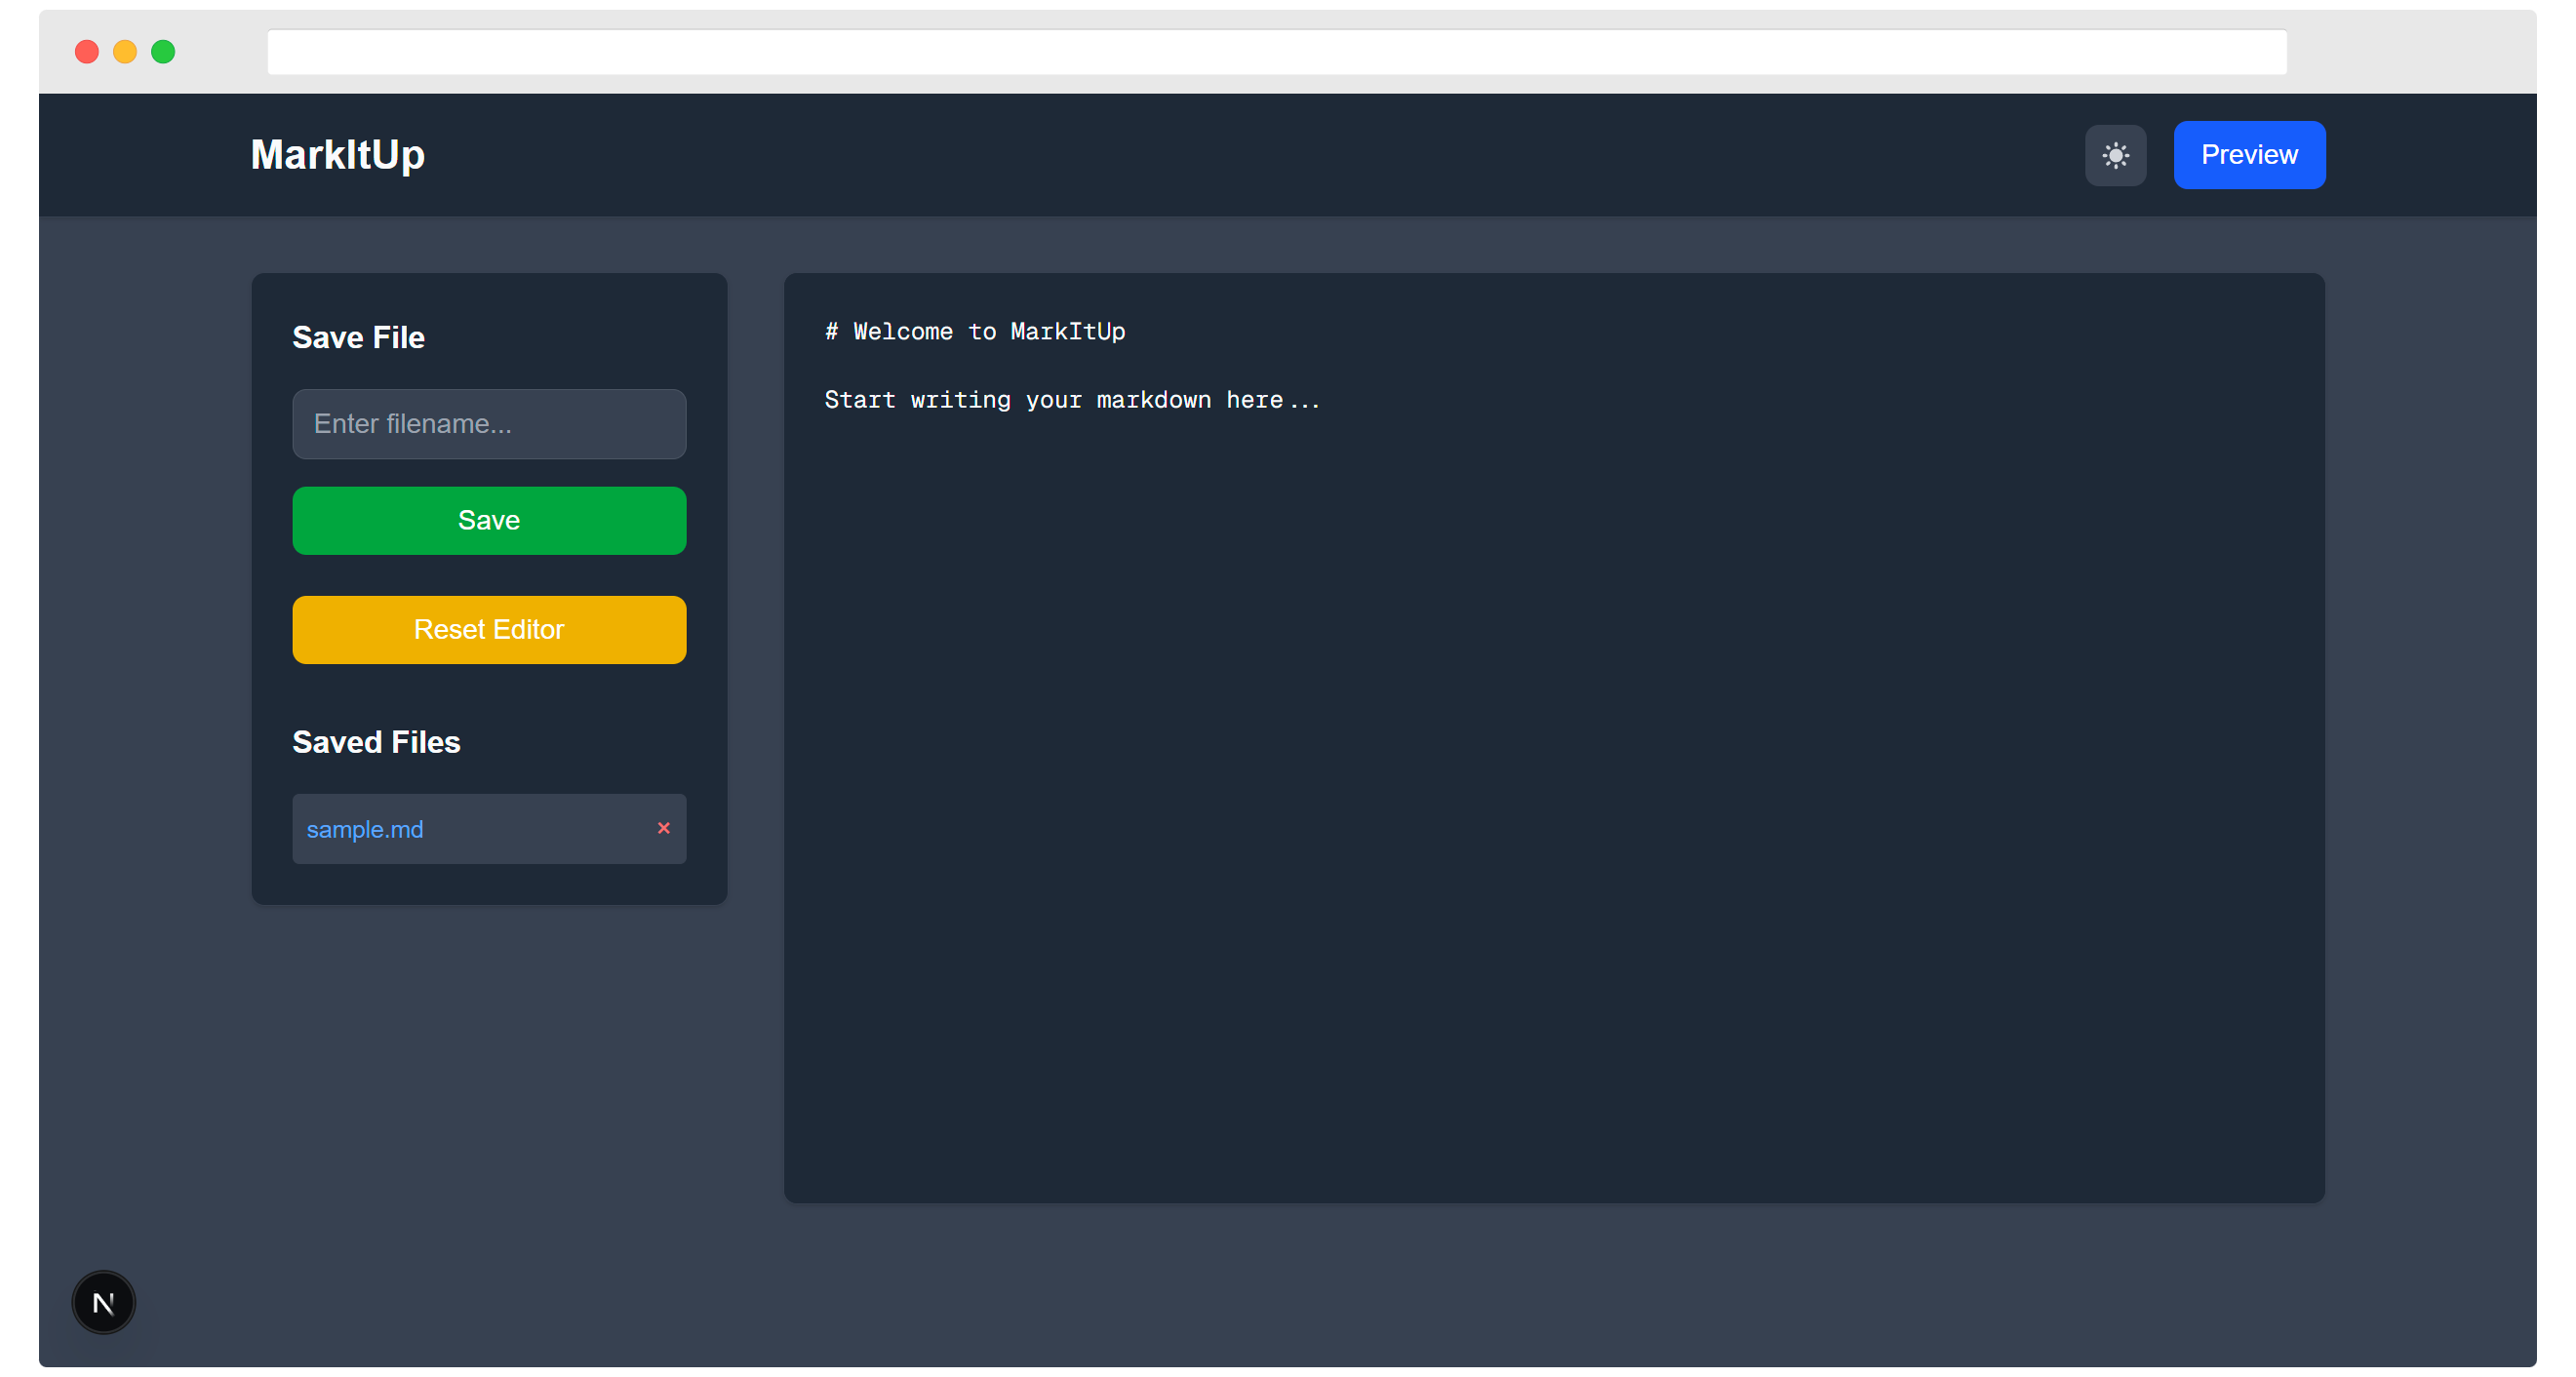 MarkItUp
Preview
Save File
Enter filename...
Save
Reset Editor
Saved Files
sample.md
×
# Welcome to MarkItUp
Start writing your markdown here...
N